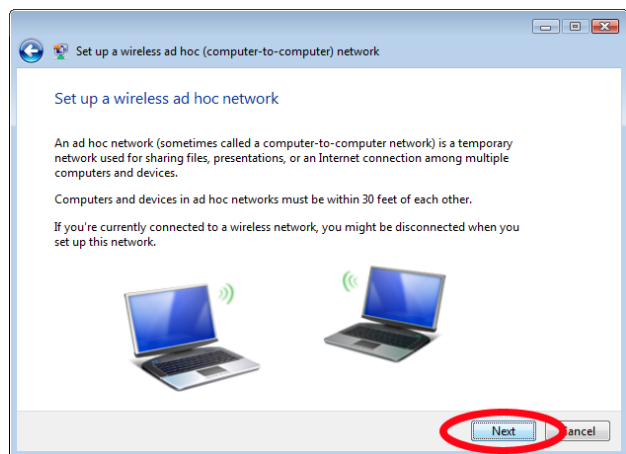 Set up a wireless ad hoc (computer-to-computer) network
Set up a wireless ad hoc network
An ad hoc network (sometimes called a computer-to-computer network) is a temporary
network used for sharing files, presentations, or an Internet connection among multiple
computers and devices.
Computers and devices in ad hoc networks must be within 30 feet of each other.
If you're currently connected to a wireless network, you might be disconnected when you
set up this network.
Next Cancel